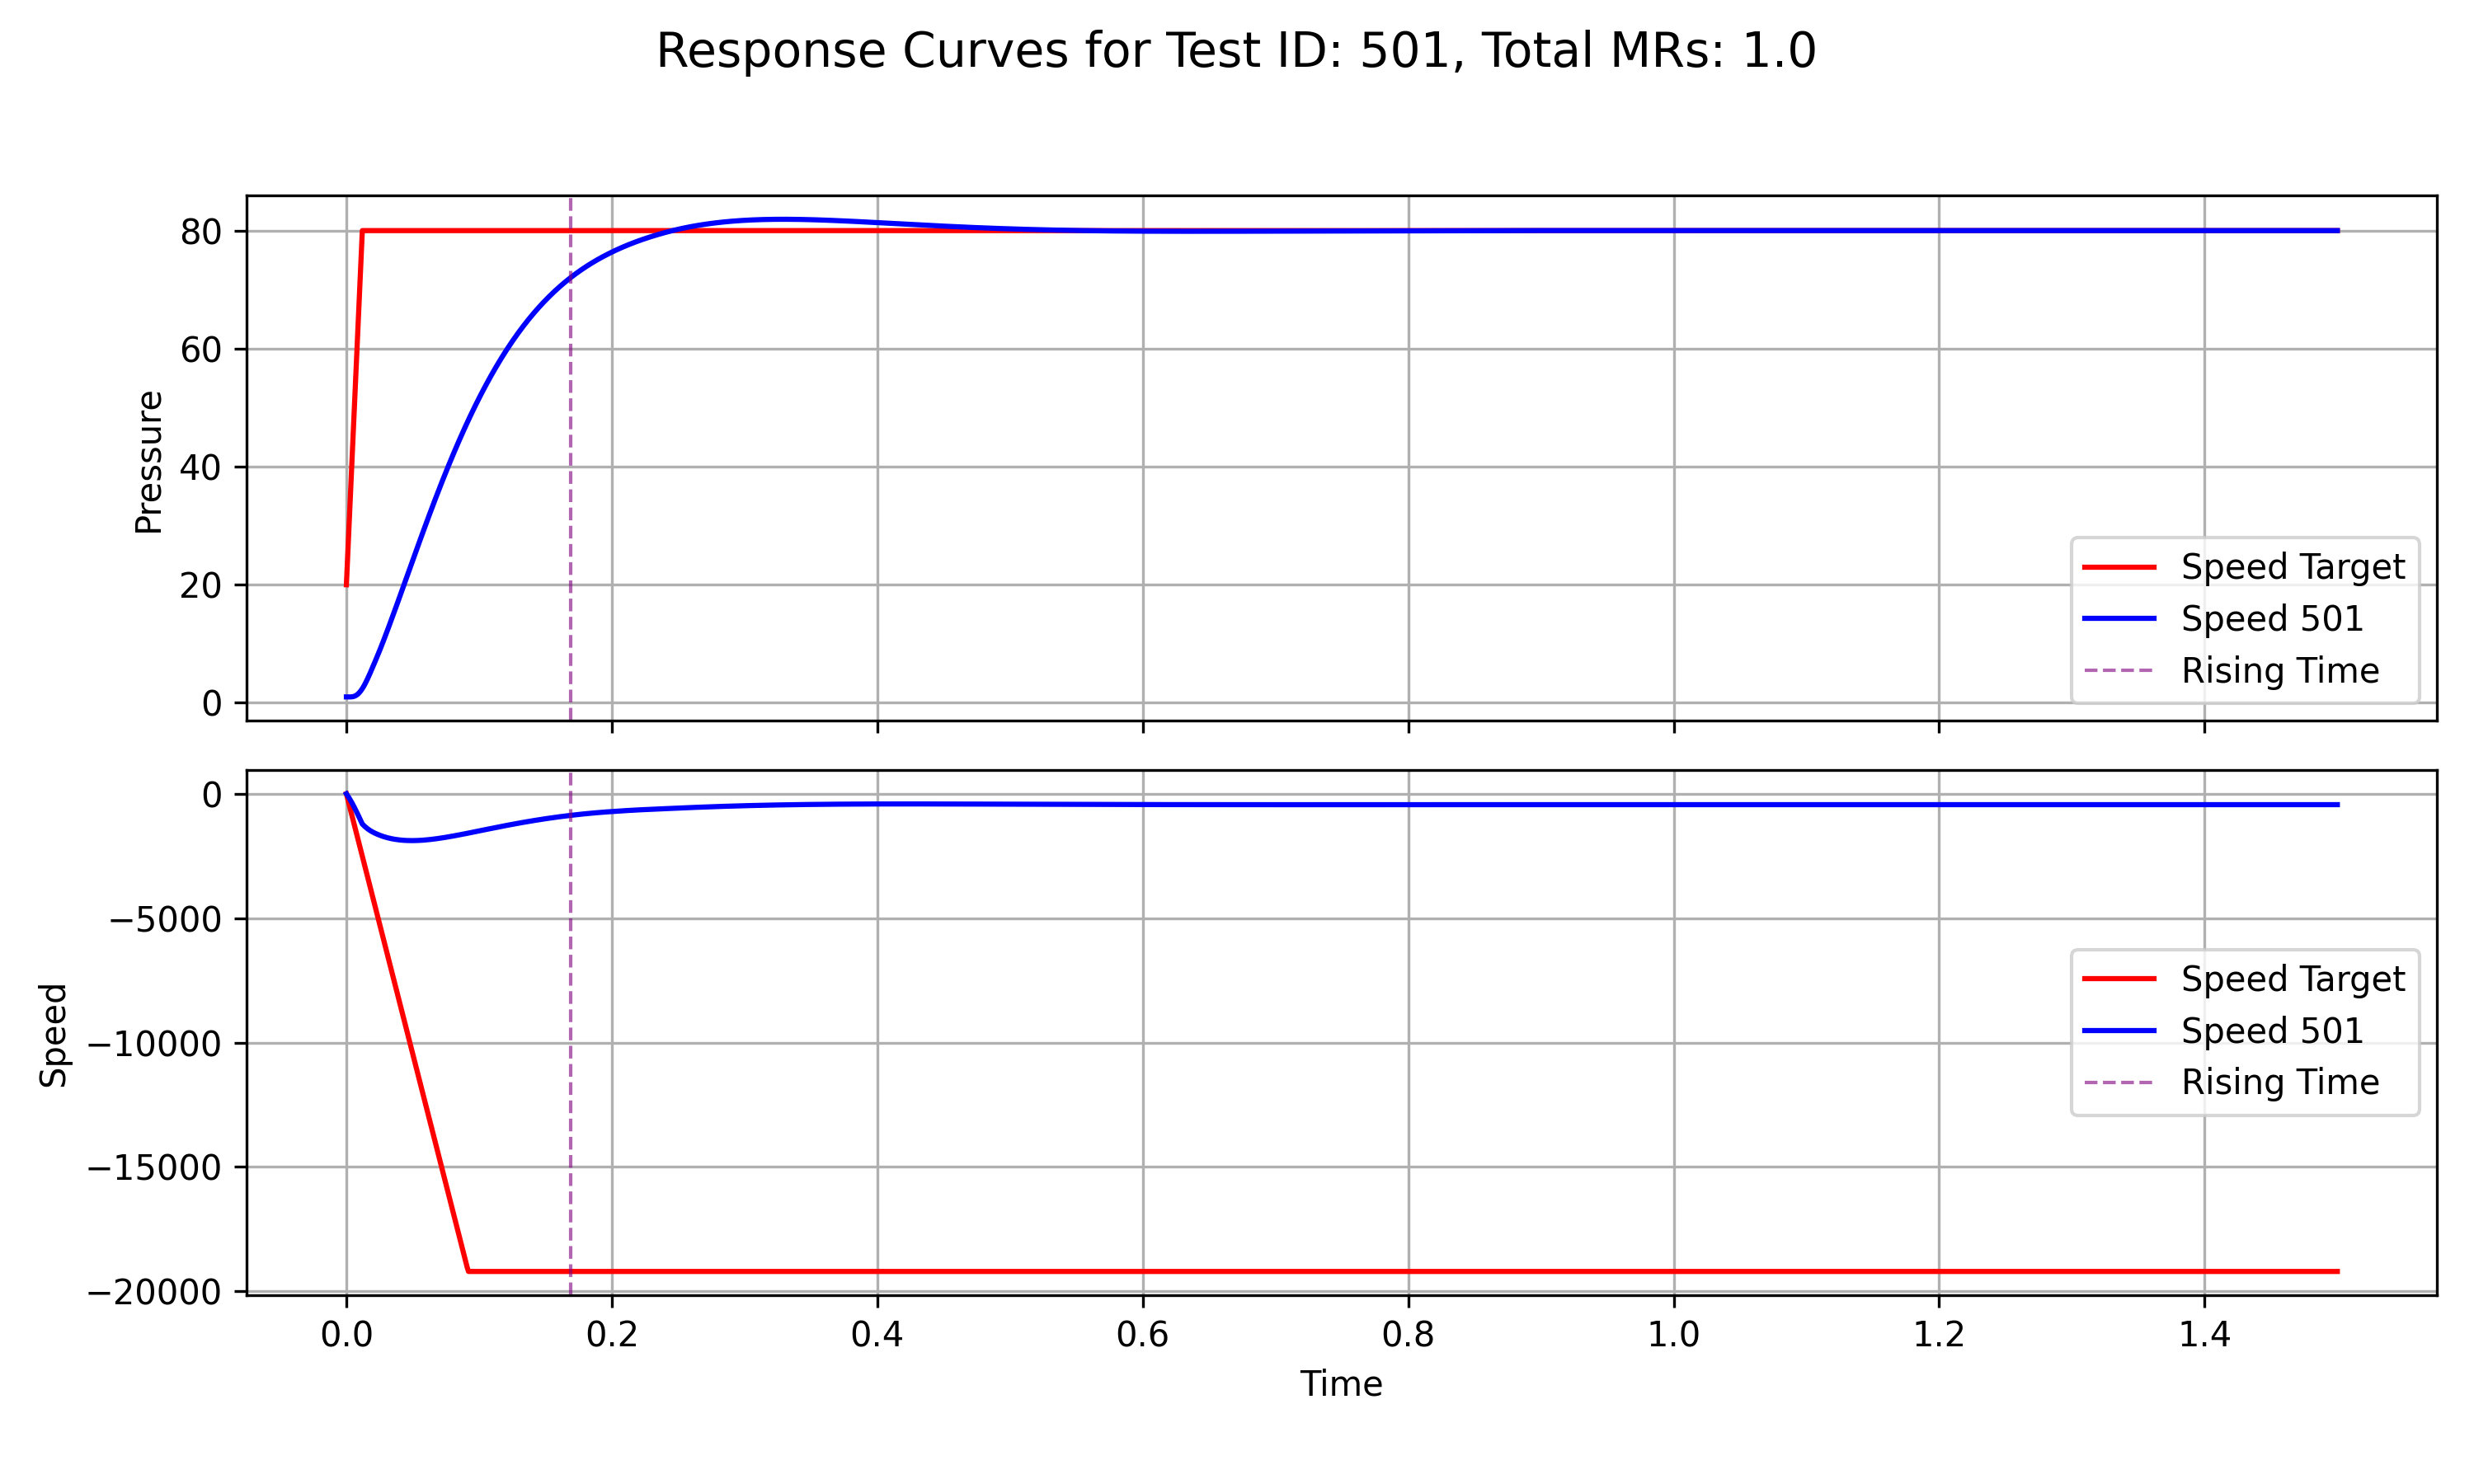 Response Curves for Test ID: 501, Total MRs: 1.0
80
60
40
20
0
Pressure
Speed Target
Speed 501
Rising Time
0
−5000
−10000
−15000
−20000
Speed
Speed Target
Speed 501
Rising Time
0.0 0.2 0.4 0.6 0.8 1.0 1.2 1.4
Time